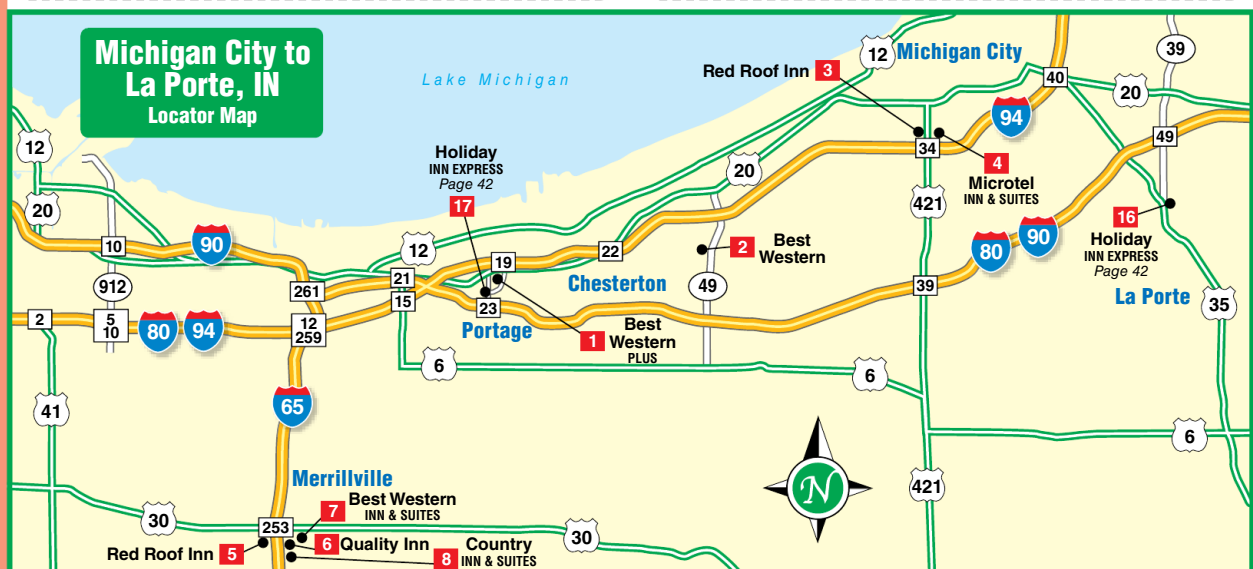 Michigan City to
La Porte, IN
Locator Map
Lake Michigan
12
Michigan City
39
Red Roof Inn 3
40
20
94
12
34
49
4
Microtel
INN & SUITES
Holiday
INN EXPRESS
Page 42
17
20
20
421
16
Holiday
INN EXPRESS
Page 42
10
90
12
19
22
2
Best
Western
80
90
912
261
21
15
23
Chesterton
49
39
La Porte
35
2
5
10
80
94
12
259
Portage
1
Best
Western
PLUS
6
6
41
65
6
N
421
Merrillville
7
Best Western
INN & SUITES
30
253
30
Red Roof Inn 5
6 Quality Inn
8
Country
INN & SUITES